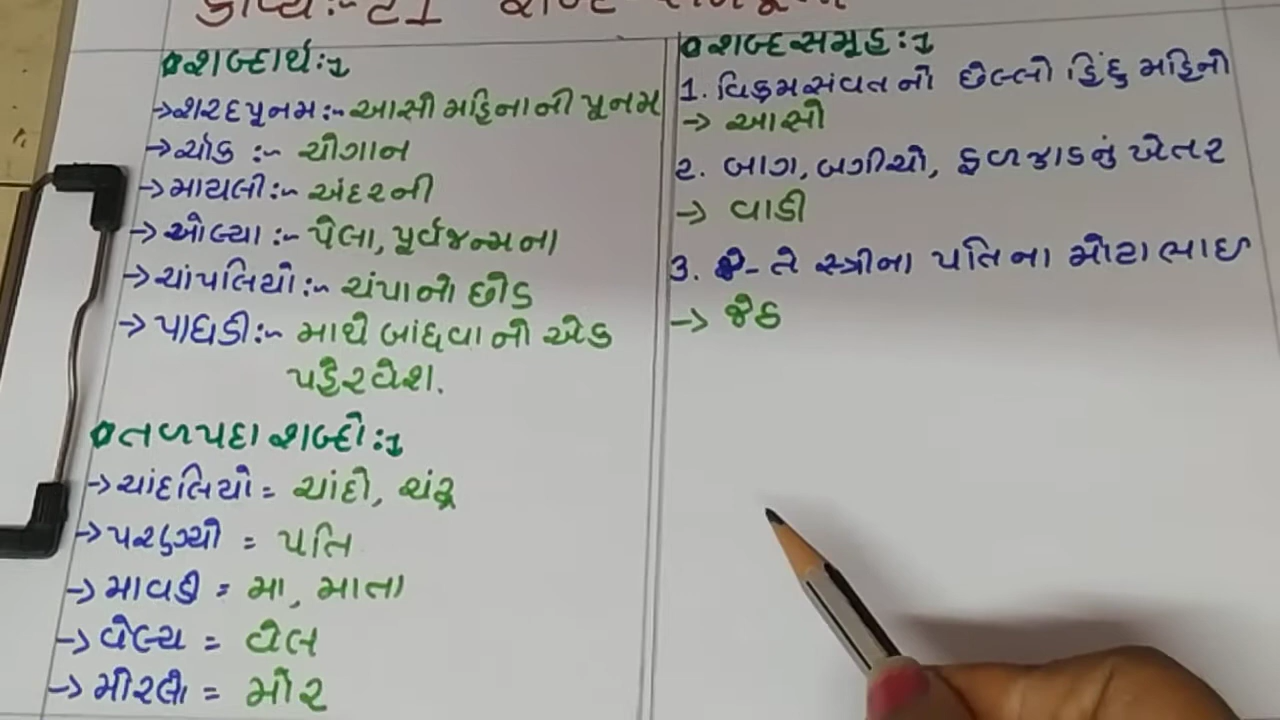 શબ્દાર્થ:-
→ શરદપૂનમ:- આસો મહિનાની પૂનમ
→ ચોક :- ચોગાન
→ માયલી:- અંદરની
→ ઓલ્યા :- પેલા, પૂર્વજન્મના
→ ચાંપલિયો:- ચંપાનો છોડ
→ પાઘડી:- માથે બાંધવાનો એક
પહેરવેશ.
તળપદા શબ્દો:-
→ ચાંદલિયો = ચાંદો, ચંદ્ર
→ પરણ્યો = પતિ
→ માવડી = મા, માતા
→ વેલ્ય = વેલ
→ મોરલો = મોર
શબ્દસમૂહ:-
1. વિક્રમસંવતનો છેલ્લો હિંદુ મહિનો
→ આસો
2. બાગ, બગીચો, ફળઝાડનું ખેતર
→ વાડી
3. તે સ્ત્રીના પતિના મોટાભાઇ
→ જેઠ